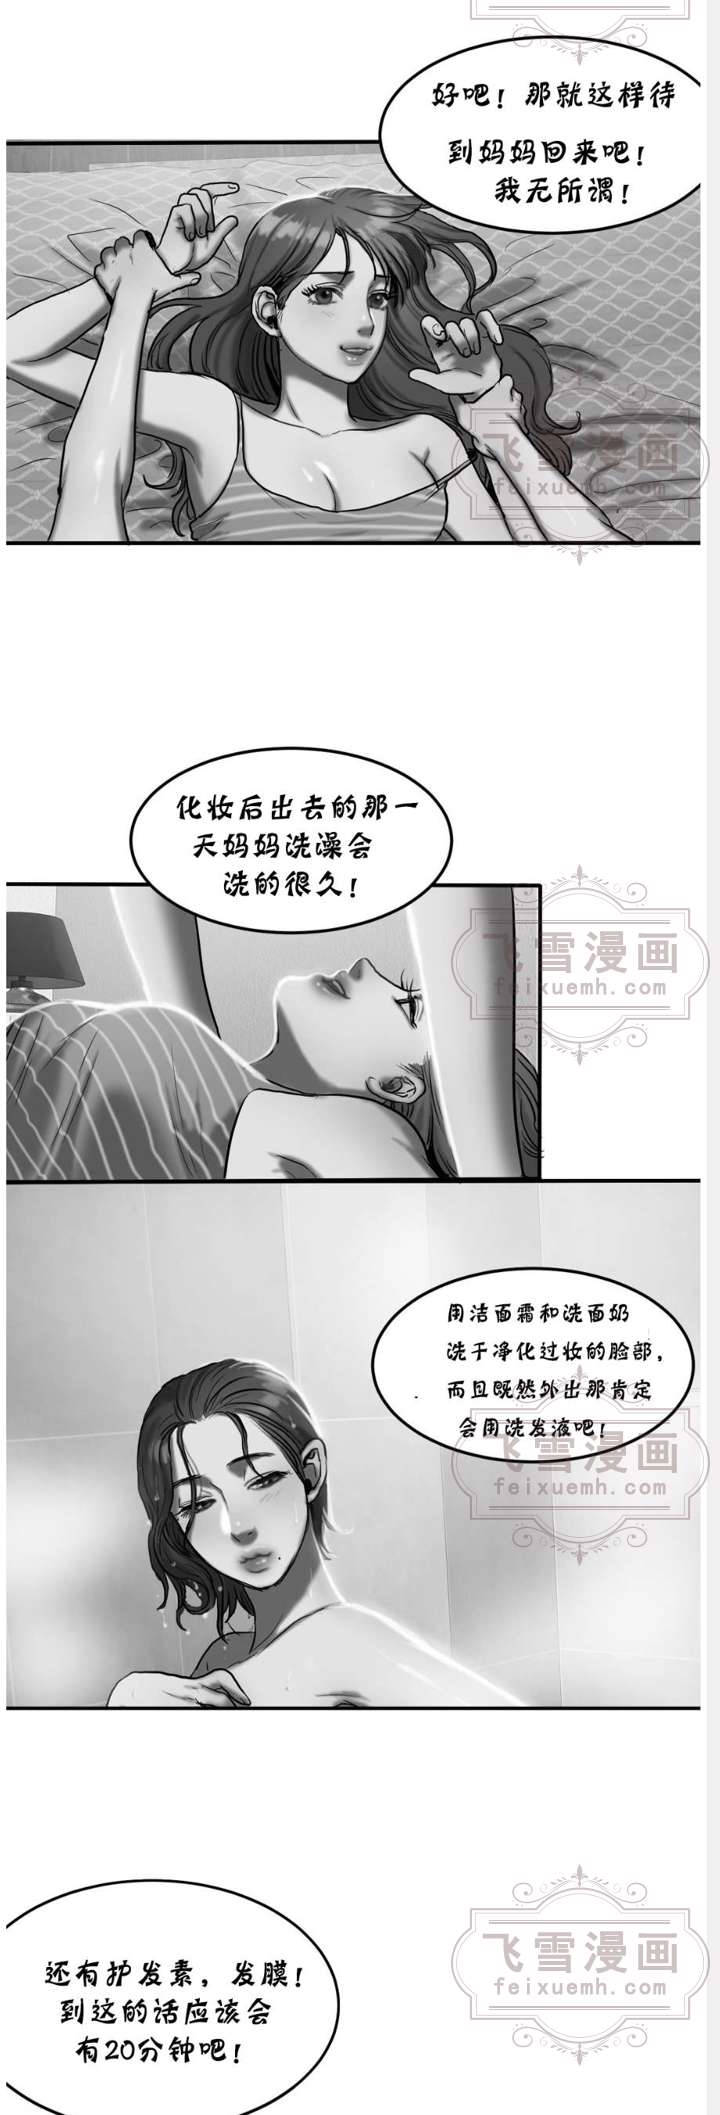 好吧！那就这样待
到妈妈回来吧！
我无所谓！
飞雪漫画
feixuemh.com
化妆后出去的那一
天妈妈洗澡会
洗的很久！
飞雪漫画
feixuemh.com
用洁面霜和洗面奶
洗干净化过妆的脸部，
而且既然外出那肯定
会用洗发液吧！
飞雪漫画
feixuemh.com
飞雪漫画
feixuemh.com
还有护发素，发膜！
到这的话应该会
有20分钟吧！